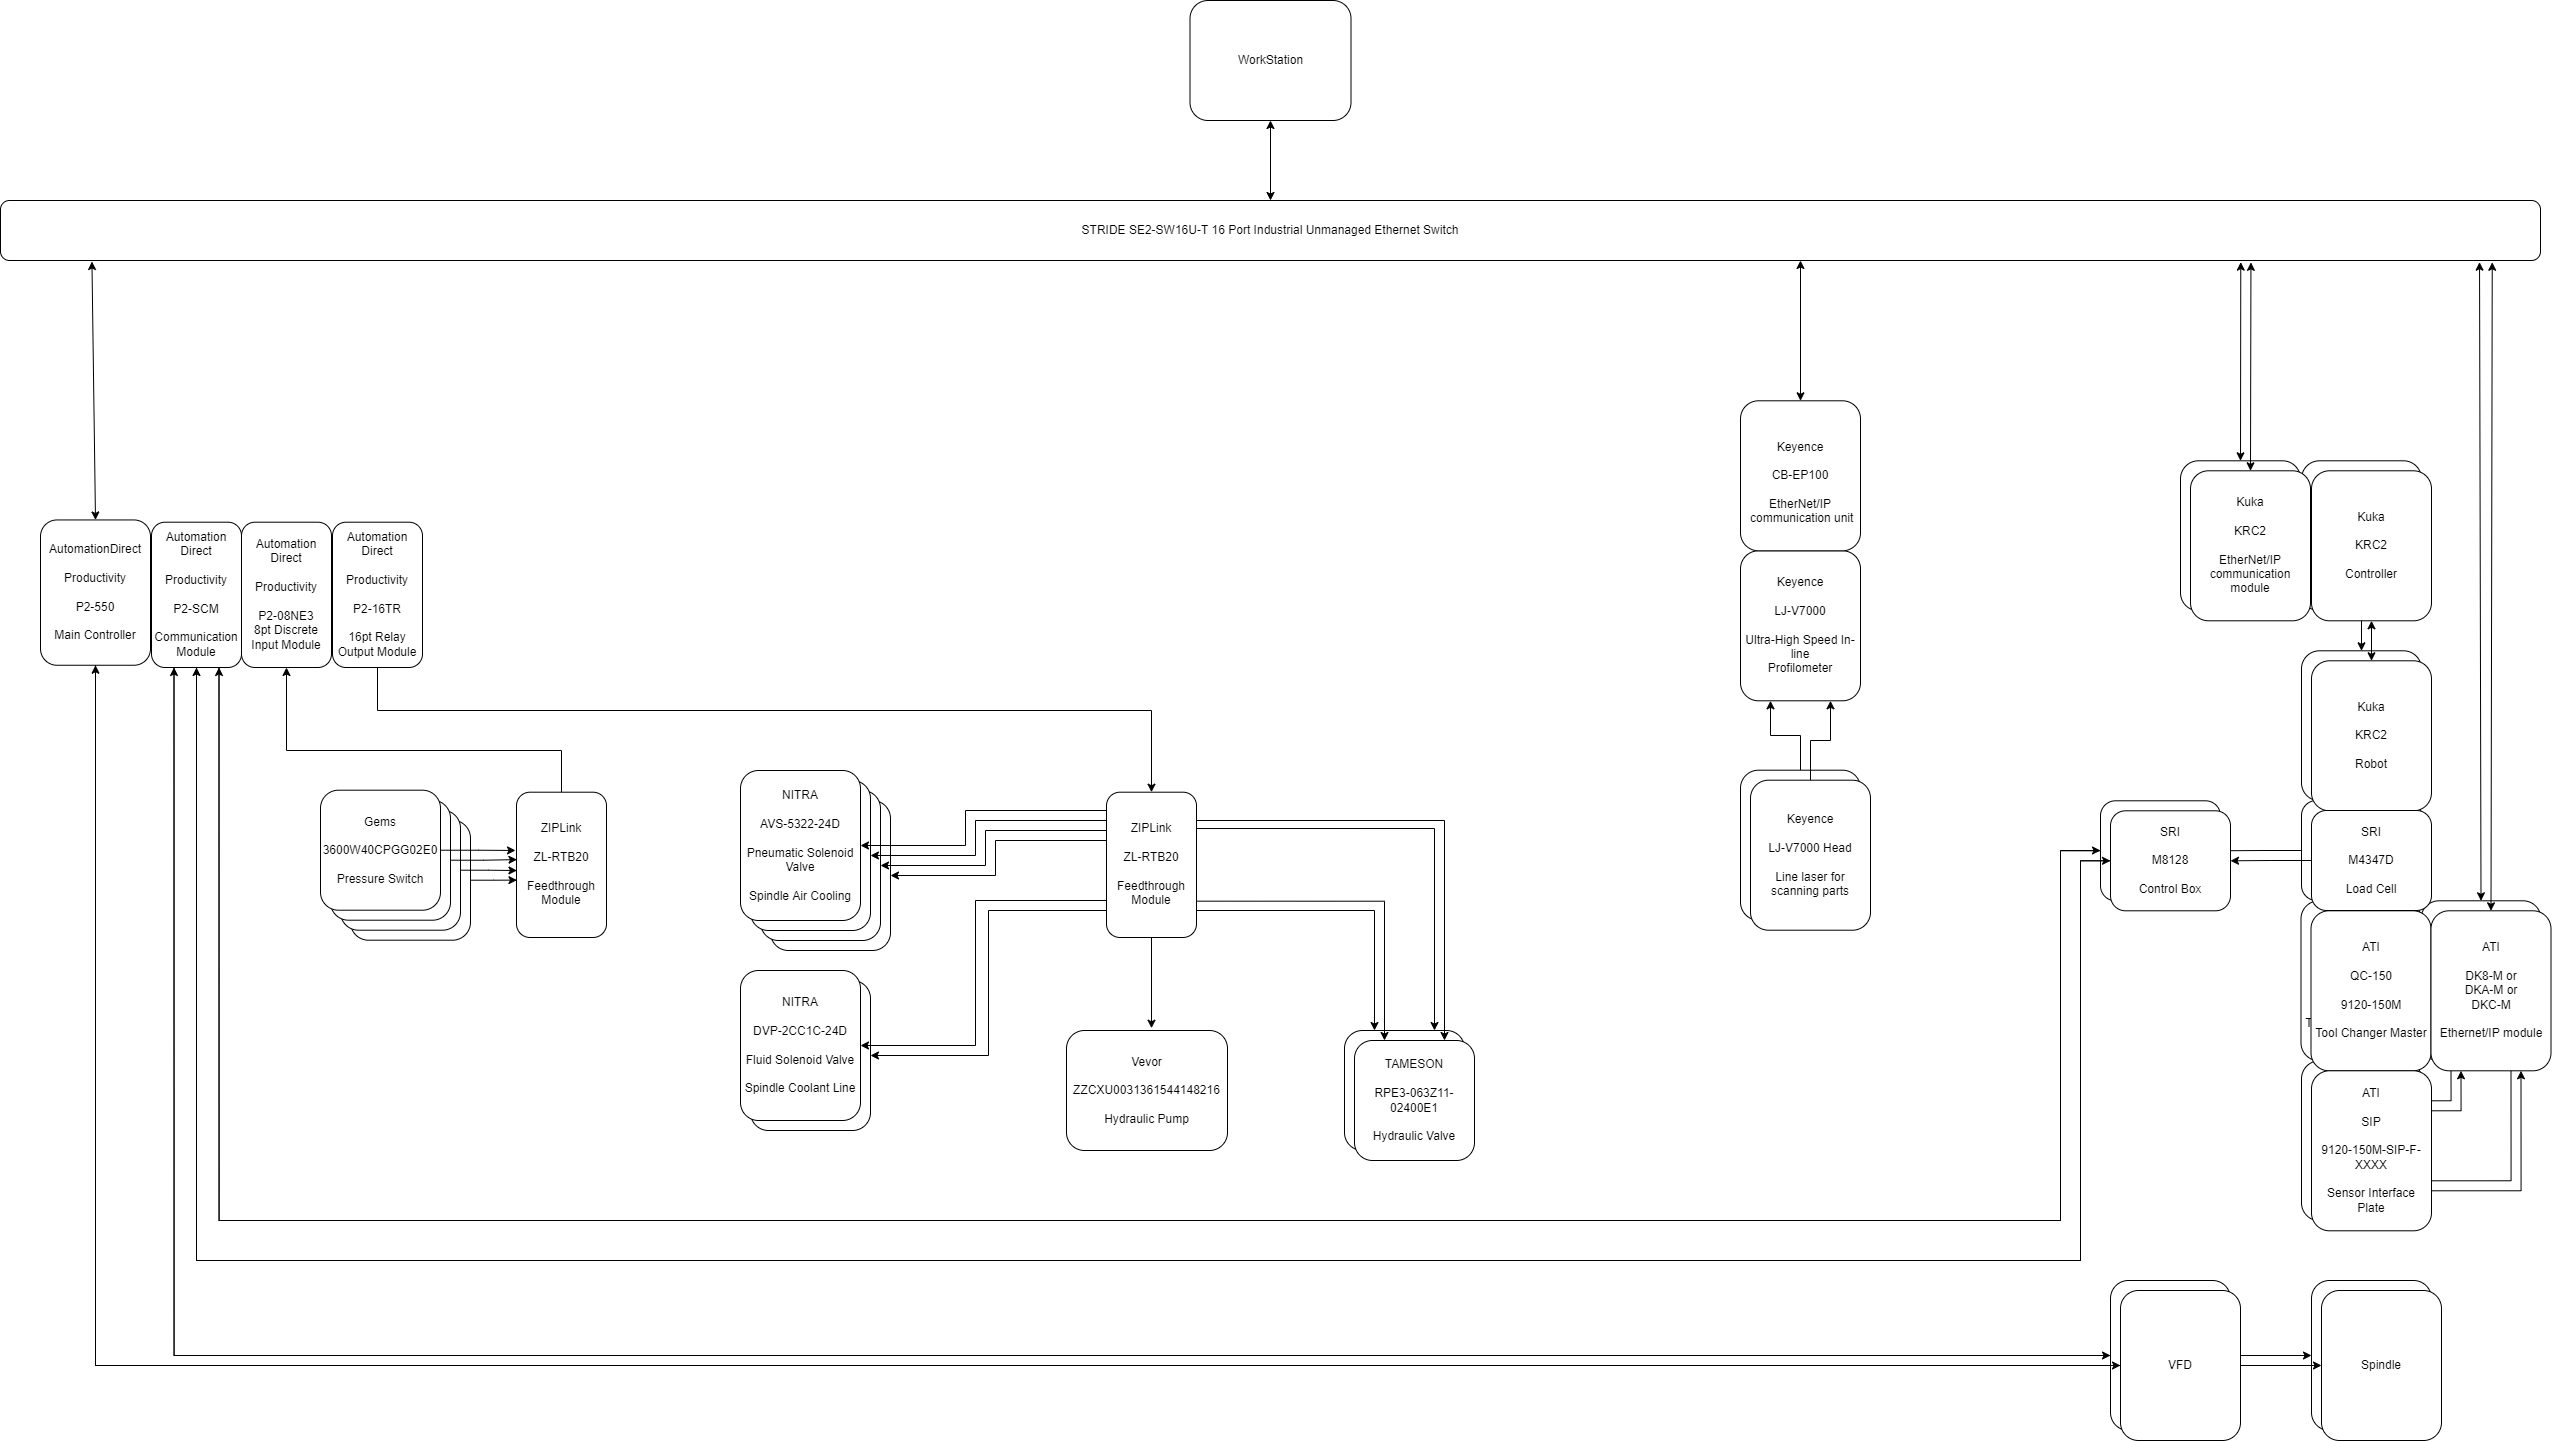 WorkStation
STRIDE SE2-SW16U-T 16 Port Industrial Unmanaged Ethernet Switch
AutomationDirect
Productivity
P2-550
Main Controller
Automation
Direct
Productivity
P2-SCM
Communication
Module
Automation
Direct
Productivity
P2-08NE3
8pt Discrete
Input Module
Automation
Direct
Productivity
P2-16TR
16pt Relay
Output Module
Keyence
CB-EP100
EtherNet/IP
communication unit
Keyence
LJ-V7000
Ultra-High Speed In-
line
Profilometer
Kuka
KRC2
EtherNet/IP
communication
module
Kuka
KRC2
Controller
Kuka
KRC2
Robot
Gems
3600W40CPGG02E0
Pressure Switch
ZIPLink
ZL-RTB20
Feedthrough
Module
NITRA
AVS-5322-24D
Pneumatic Solenoid
Valve
Spindle Air Cooling
ZIPLink
ZL-RTB20
Feedthrough
Module
Keyence
LJ-V7000 Head
Line laser for
scanning parts
SRI
M8128
Control Box
SRI
M4347D
Load Cell
NITRA
DVP-2CC1C-24D
Fluid Solenoid Valve
Spindle Coolant Line
Vevor
ZZCXU0031361544148216
Hydraulic Pump
TAMESON
RPE3-063Z11-
02400E1
Hydraulic Valve
T
ATI
QC-150
9120-150M
Tool Changer Master
ATI
DK8-M or
DKA-M or
DKC-M
Ethernet/IP module
ATI
SIP
9120-150M-SIP-F-
XXXX
Sensor Interface
Plate
VFD
Spindle